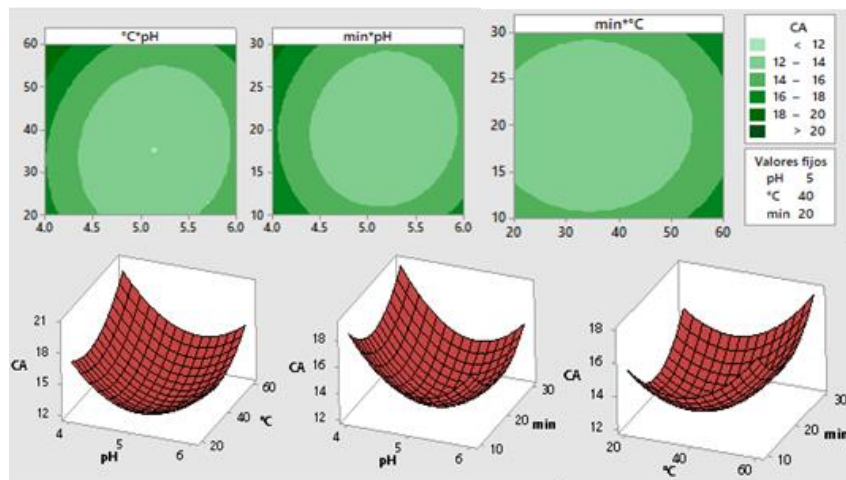 °C*pH
60
50
40
30
20
4.0 4.5 5.0 5.5 6.0
min*pH
30
25
20
15
10
4.0 4.5 5.0 5.5 6.0
min*°C
30
25
20
15
10
20 30 40 50 60
CA
< 12
12 – 14
14 – 16
16 – 18
18 – 20
> 20
Valores fijos
pH 5
°C 40
min 20
21
18
15
12
CA
4 5 6
pH
20 40 60
°C
18
16
14
12
CA
4 5 6
pH
10 20 30
min
18
16
14
12
CA
20 40 60
°C
10 20 30
min